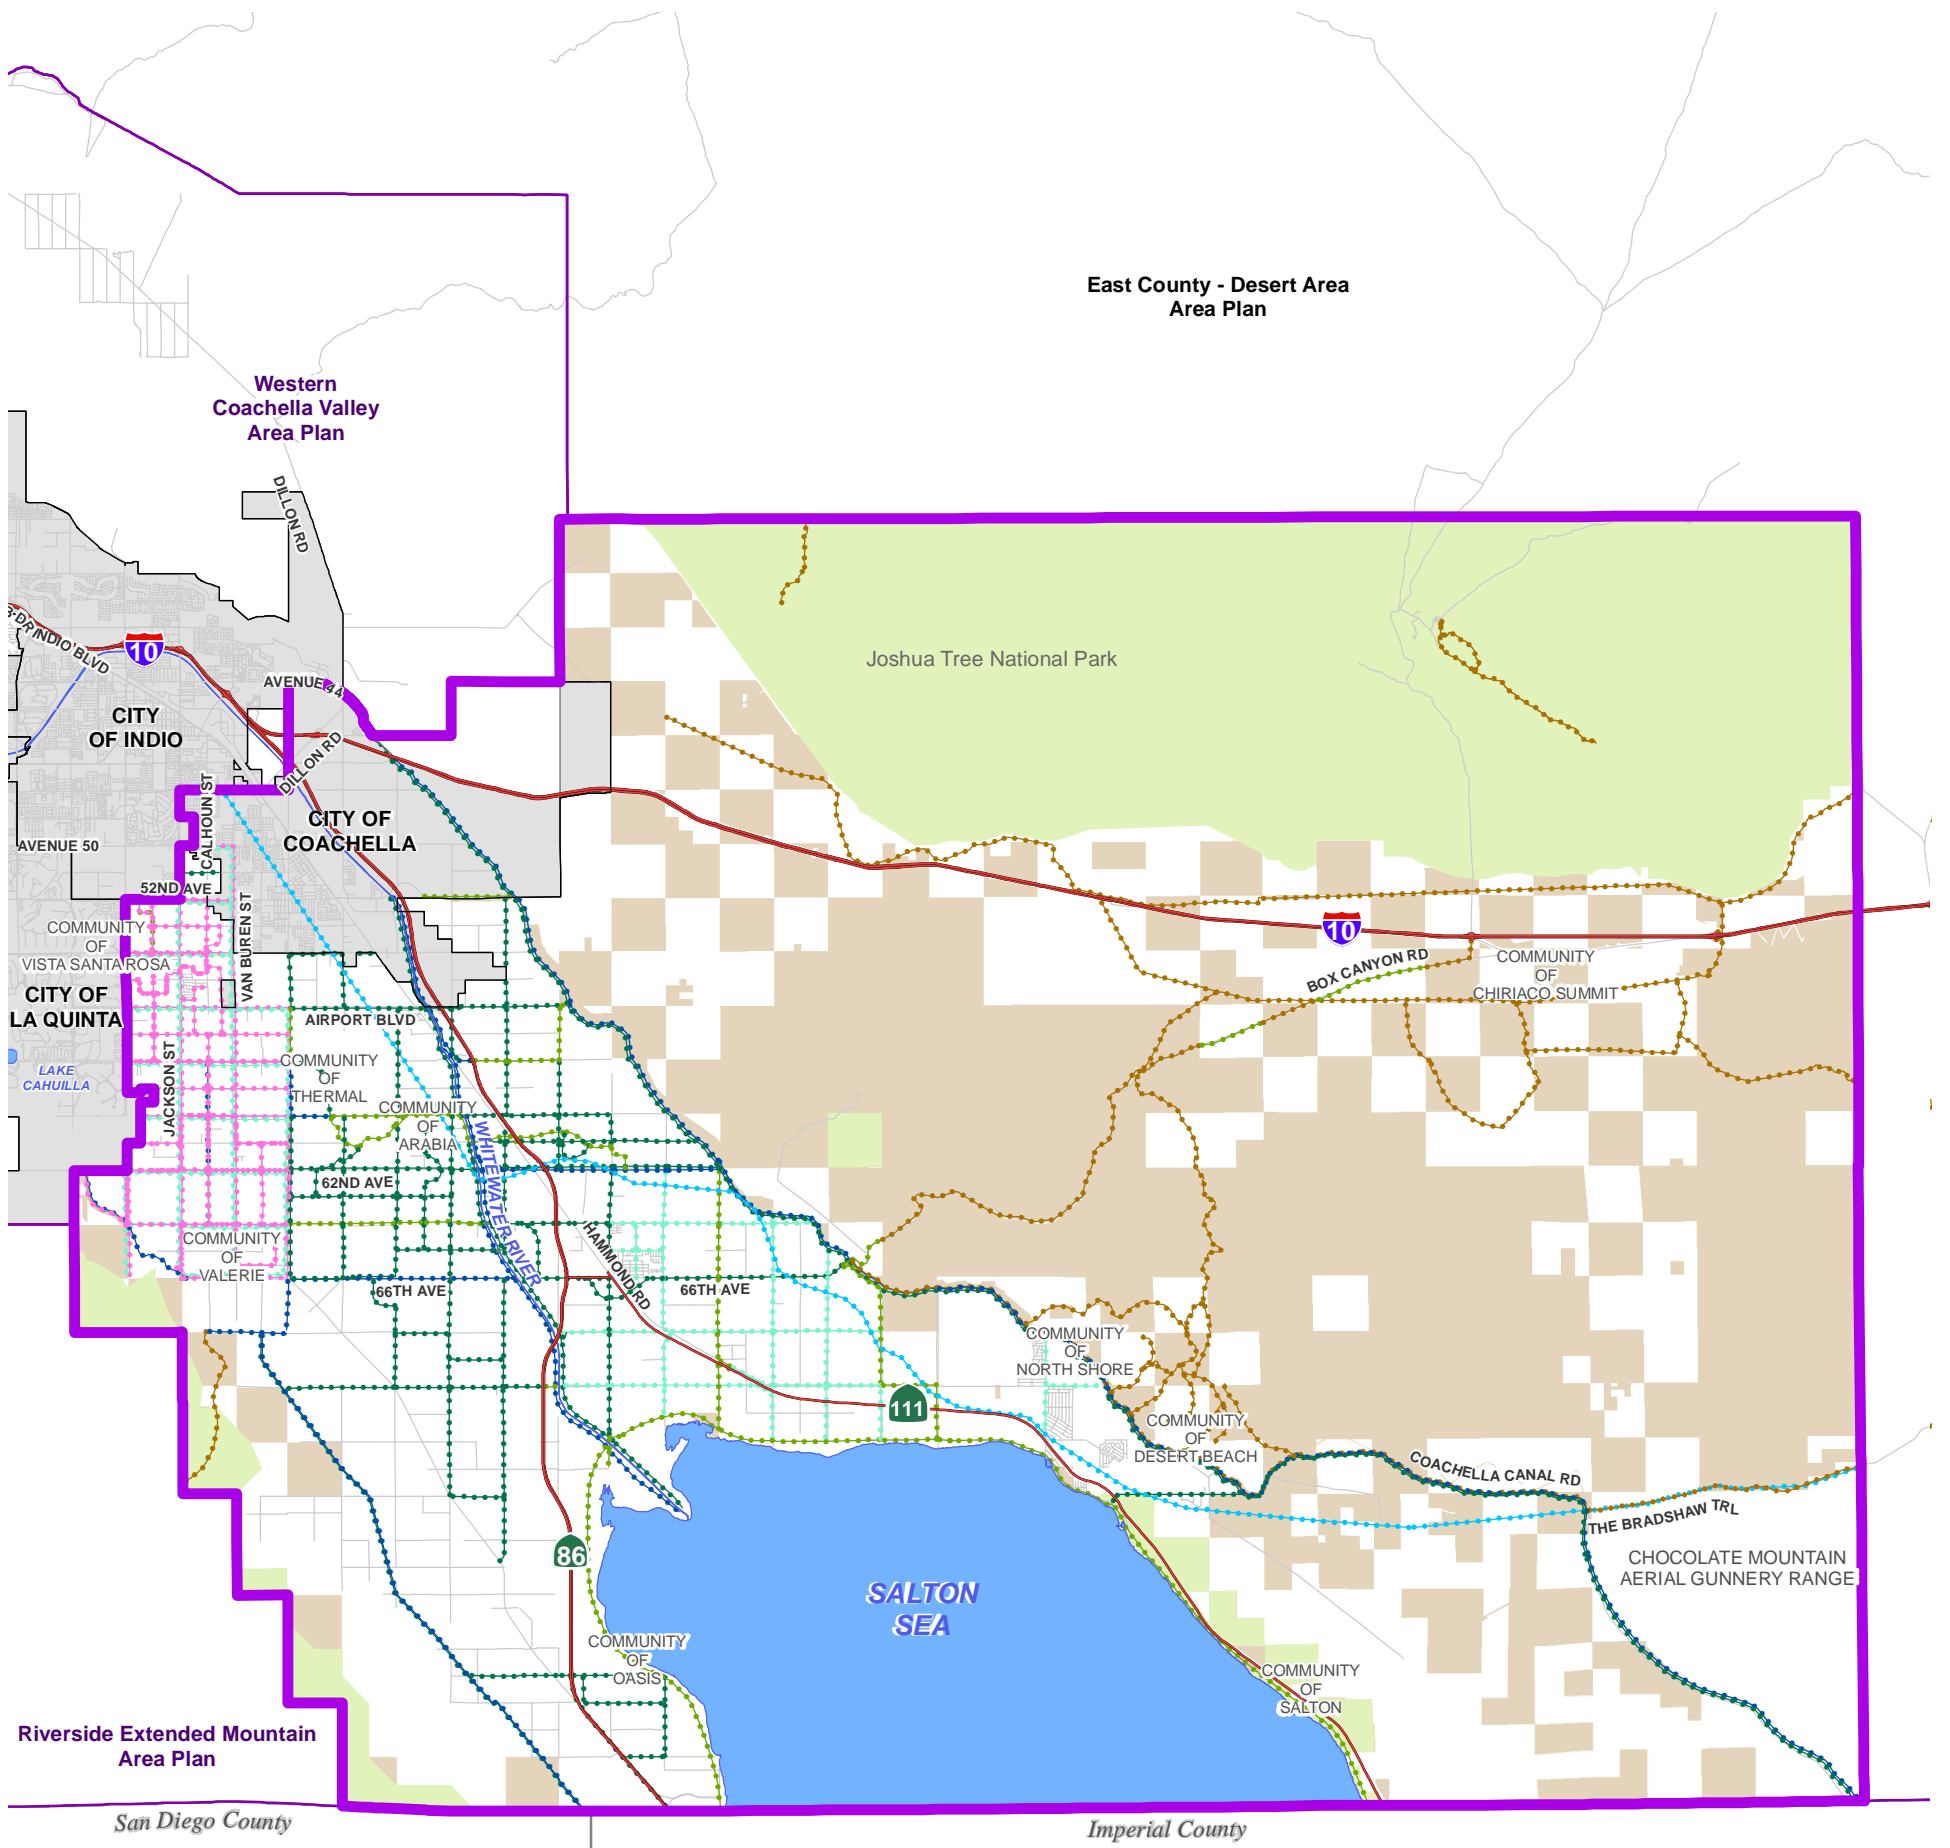 East County - Desert Area
Area Plan
Western
Coachella Valley
Area Plan
DILLON RD
Joshua Tree National Park
DR
INDIO BLVD
10
AVENUE 44
CITY
OF INDIO
DILLON RD
CALHOUN ST
CITY OF
COACHELLA
AVENUE 50
52ND AVE
VAN BUREN ST
COMMUNITY
OF
VISTA SANTA ROSA
10
BOX CANYON RD
COMMUNITY
OF
CHIRIACO SUMMIT
CITY OF
LA QUINTA
AIRPORT BLVD
JACKSON ST
COMMUNITY
OF
THERMAL
LAKE
CAHUILLA
COMMUNITY
OF
ARABIA
WHITEWATER RIVER
62ND AVE
COMMUNITY
OF
VALERIE
HAMMOND RD
66TH AVE
66TH AVE
COMMUNITY
OF
NORTH SHORE
111
COMMUNITY
OF
DESERT BEACH
COACHELLA CANAL RD
THE BRADSHAW TRL
86
CHOCOLATE MOUNTAIN
AERIAL GUNNERY RANGE
SALTON
SEA
COMMUNITY
OF
OASIS
COMMUNITY
OF
SALTON
Riverside Extended Mountain
Area Plan
San Diego County
Imperial County